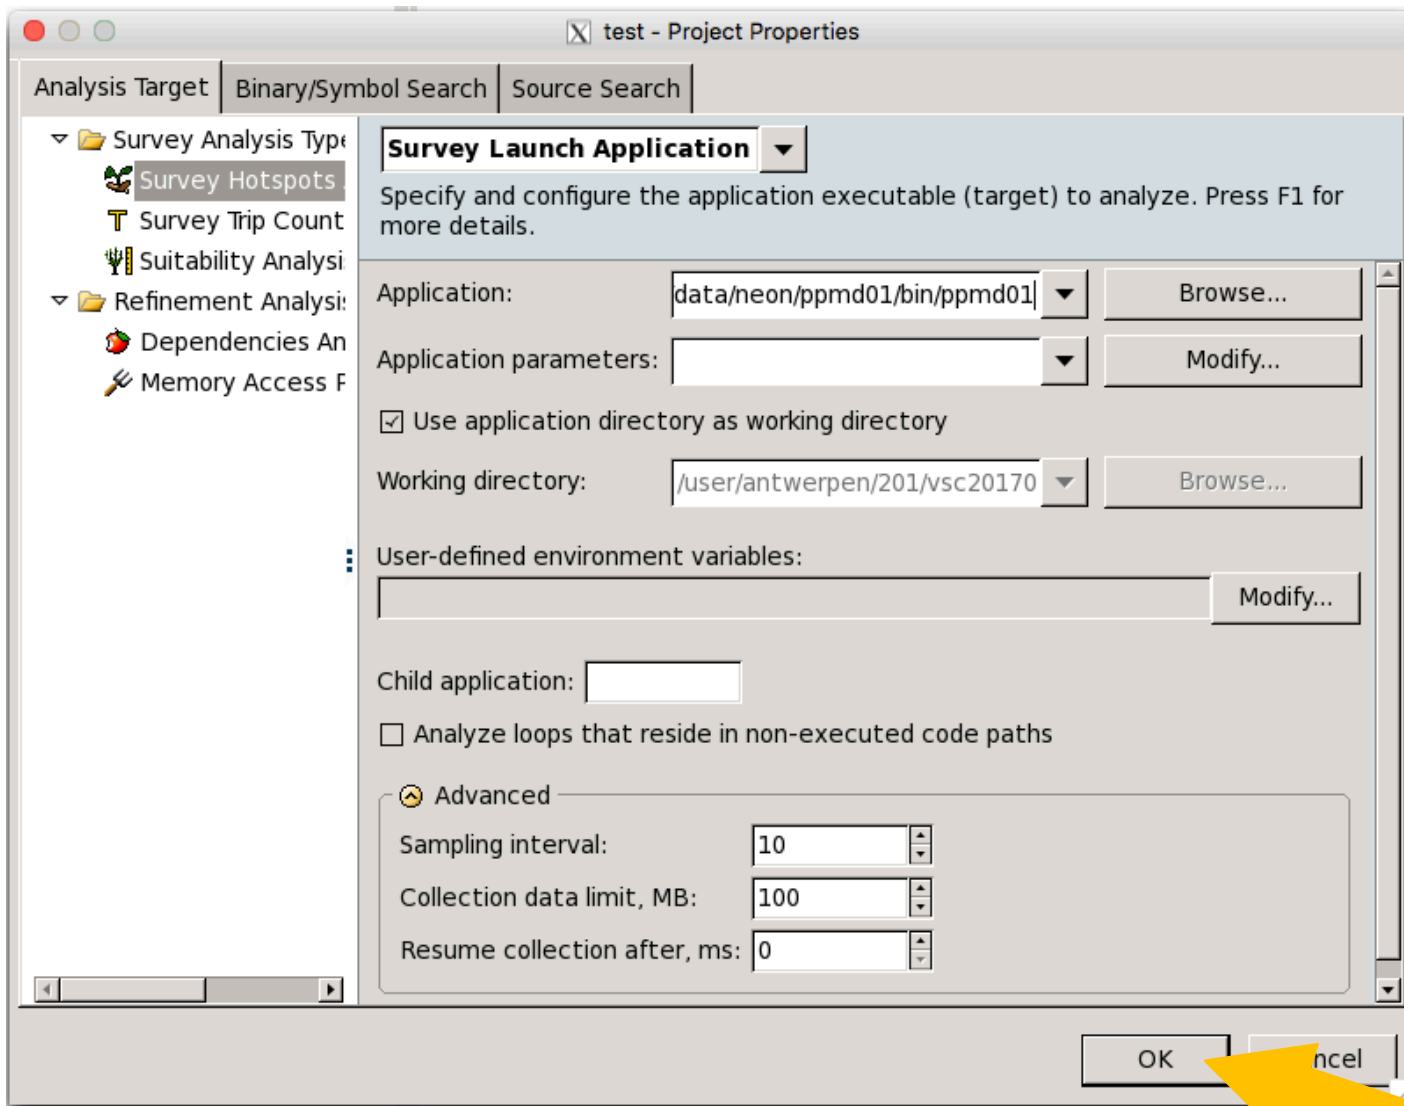 test - Project Properties
Analysis Target
Binary/Symbol Search
Source Search
Survey Analysis Type
Survey Hotspots
Survey Trip Count
Suitability Analysi
Refinement Analysis
Dependencies An
Memory Access
Survey Launch Application
Specify and configure the application executable (target) to analyze. Press F1 for
more details.
Application: data/neon/ppmd01/bin/ppmd01 Browse...
Application parameters: Modify...
Use application directory as working directory
Working directory: /user/antwerpen/201/vsc20170 Browse...
User-defined environment variables:
Modify...
Child application:
Analyze loops that reside in non-executed code paths
Advanced
Sampling interval: 10
Collection data limit, MB: 100
Resume collection after, ms: 0
OK ncel